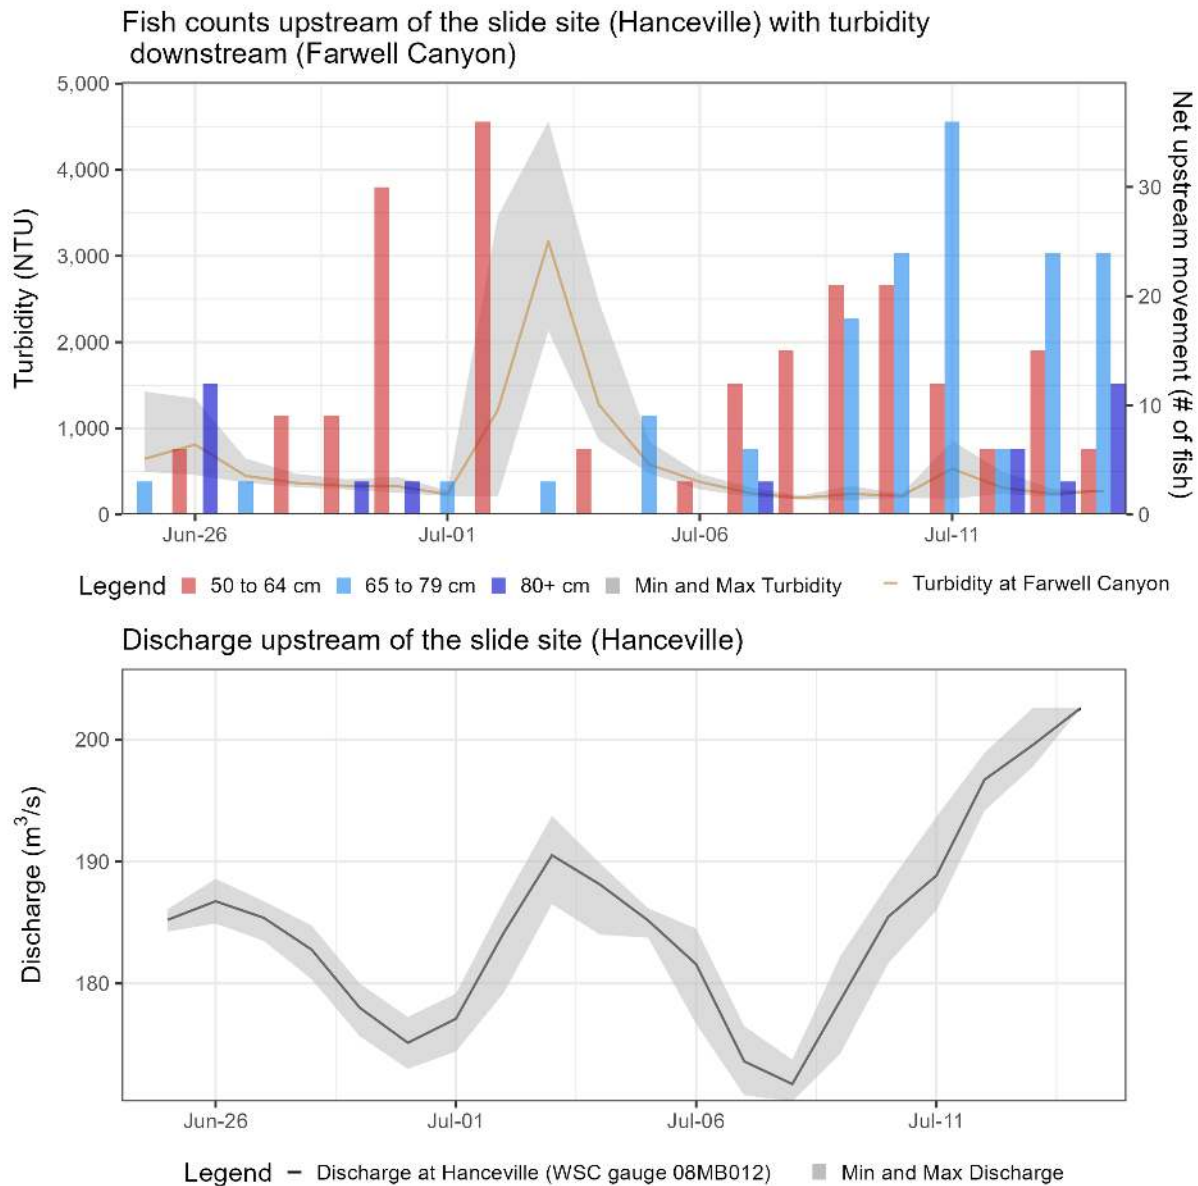 Fish counts upstream of the slide site (Hanceville) with turbidity
downstream (Farwell Canyon)
Turbidity (NTU)
5,000
4,000
3,000
2,000
1,000
0
30
20
10
0
Net upstream movement (# of fish)
Jun-26
Jul-01
Jul-06
Jul-11
Legend 50 to 64 cm 65 to 79 cm 80+ cm Min and Max Turbidity Turbidity at Farwell Canyon
Discharge upstream of the slide site (Hanceville)
Discharge (m³/s)
200
190
180
Jun-26
Jul-01
Jul-06
Jul-11
Legend Discharge at Hanceville (WSC gauge 08MB012) Min and Max Discharge